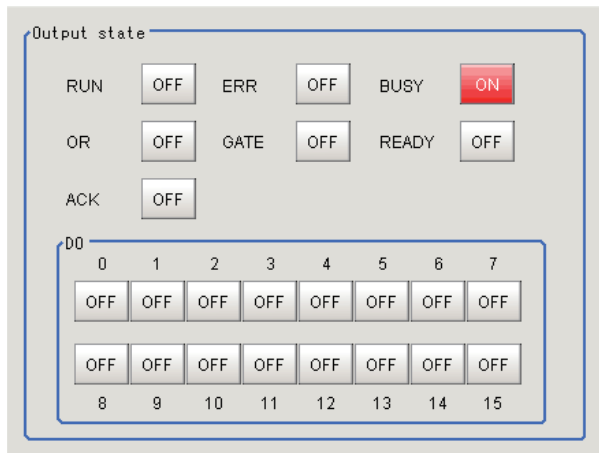 Output state
RUN OFF ERR OFF BUSY ON
OR OFF GATE OFF READY OFF
ACK OFF
DO
0 1 2 3 4 5 6 7
OFF OFF OFF OFF OFF OFF OFF OFF
OFF OFF OFF OFF OFF OFF OFF OFF
8 9 10 11 12 13 14 15